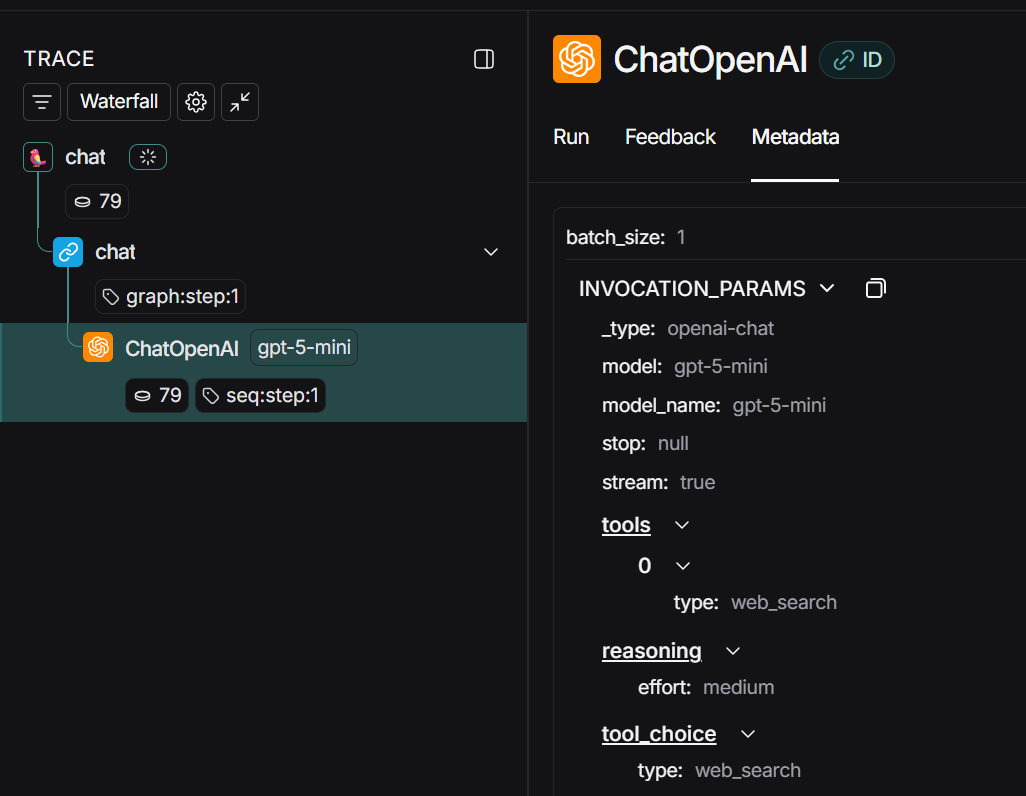 TRACE
Waterfall
chat
79
chat
graph:step:1
ChatOpenAI gpt-5-mini
79 seq:step:1
ChatOpenAI ID
Run Feedback Metadata
batch_size: 1
INVOCATION_PARAMS
_type: openai-chat
model: gpt-5-mini
model_name: gpt-5-mini
stop: null
stream: true
tools
0
type: web_search
reasoning
effort: medium
tool_choice
type: web_search